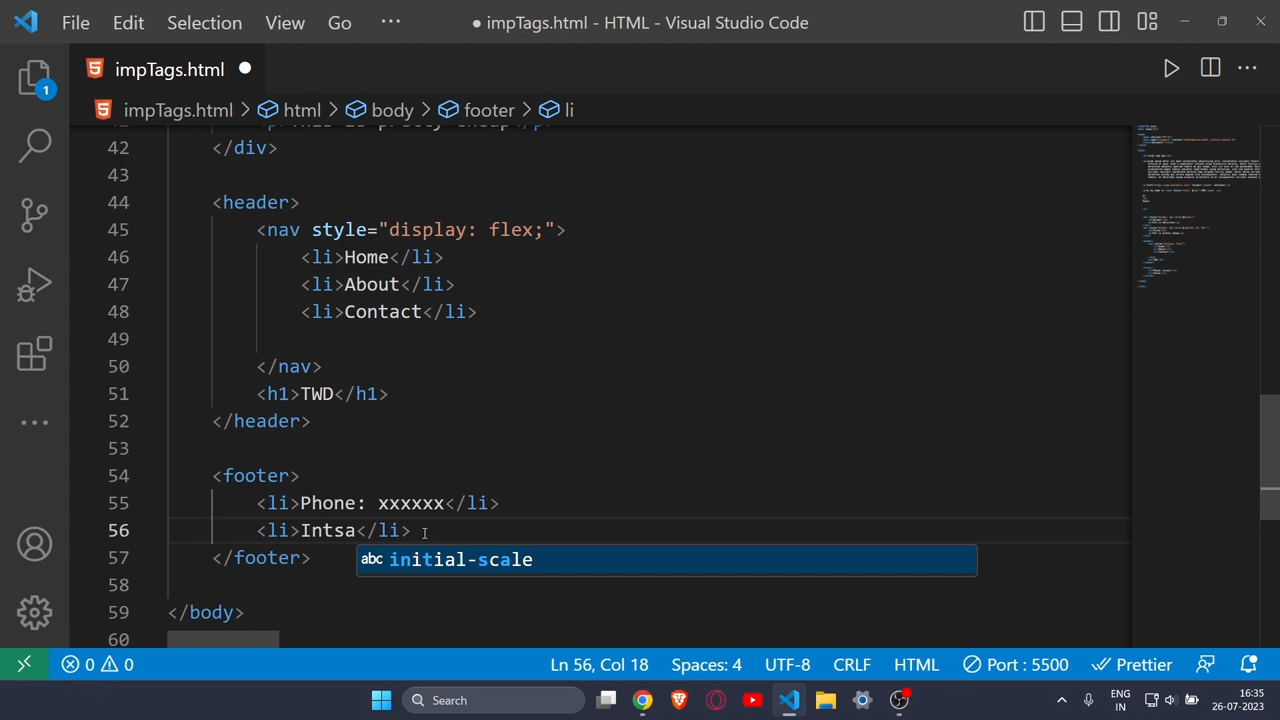 File Edit Selection View Go ··· ● impTags.html - HTML - Visual Studio Code
impTags.html ●
impTags.html > html > body > footer > li
42 </div>
43
44 <header>
45 <nav style="display: flex;">
46 <li>Home</li>
47 <li>About</li>
48 <li>Contact</li>
49
50 </nav>
51 <h1>TWD</h1>
52 </header>
53
54 <footer>
55 <li>Phone: xxxxxx</li>
56 <li>Intsa</li>
57 </footer>
abc initial-scale
58
59 </body>
60
1
0 0 Ln 56, Col 18 Spaces: 4 UTF-8 CRLF HTML Port : 5500 Prettier
Search
ENG
IN
16:35
26-07-2023